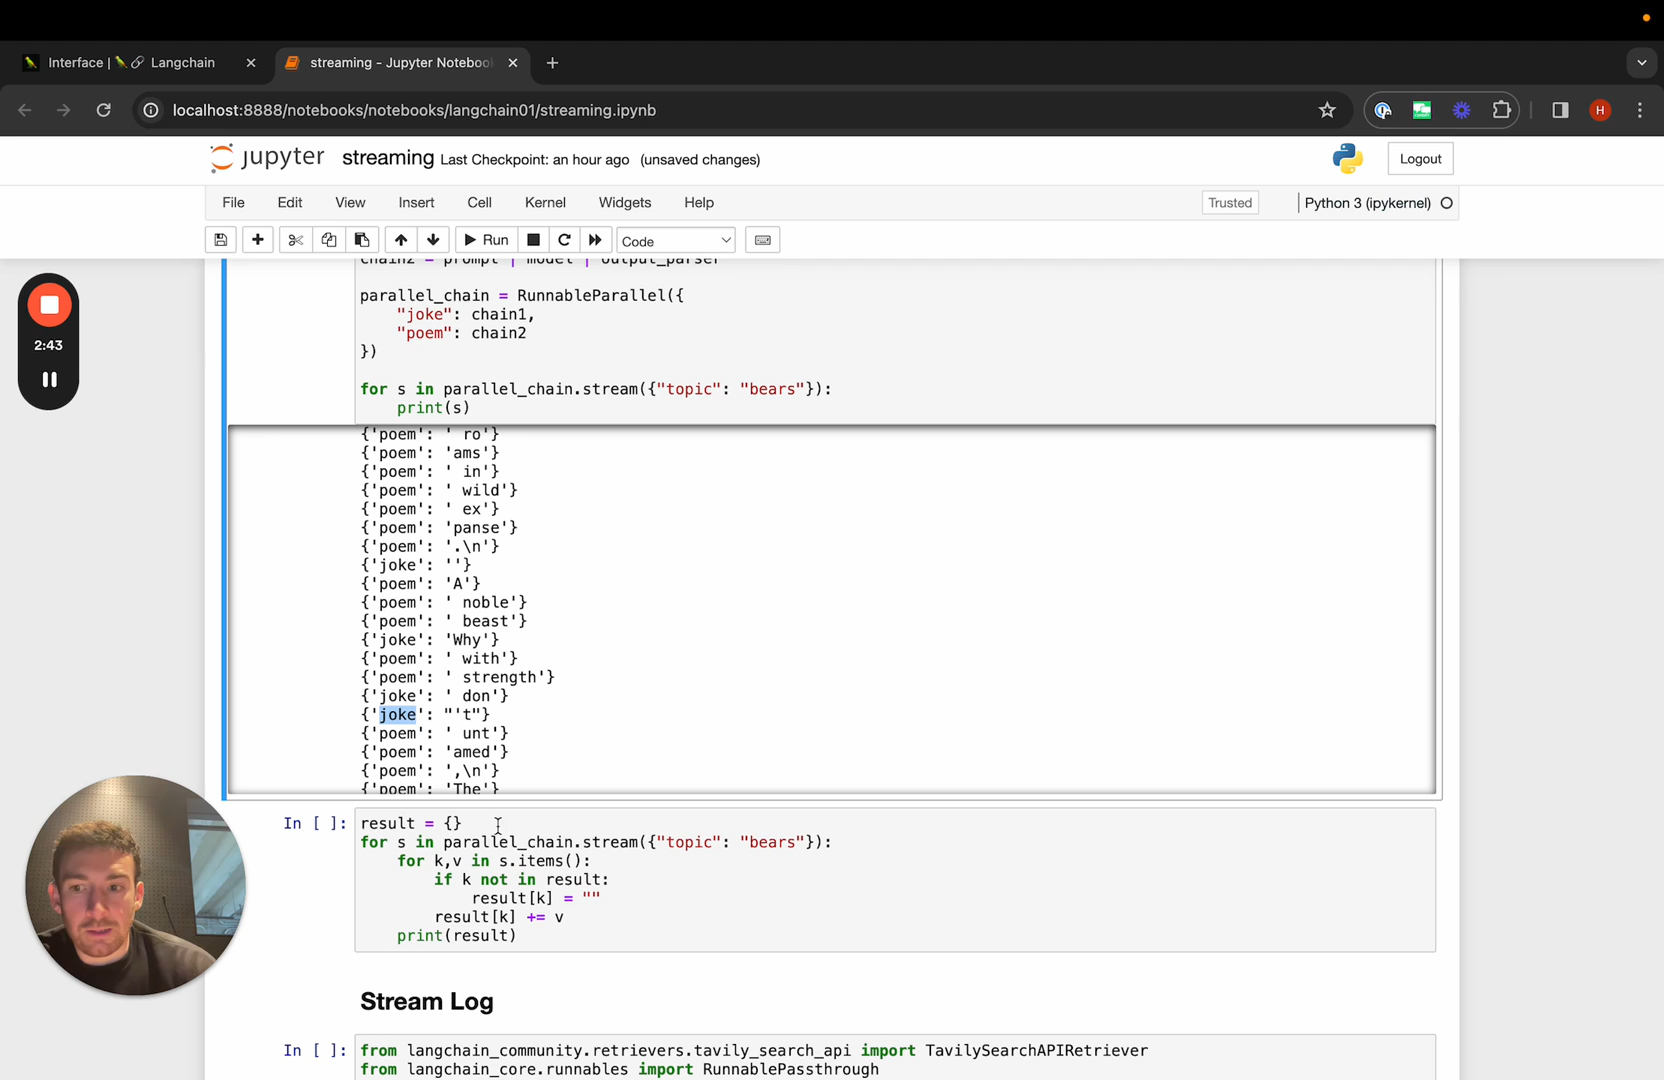 Interface | Langchain
streaming - Jupyter Noteboo
localhost:8888/notebooks/notebooks/langchain01/streaming.ipynb
H
jupyter streaming Last Checkpoint: an hour ago (unsaved changes)
Logout
File Edit View Insert Cell Kernel Widgets Help
Trusted
Python 3 (ipykernel)
Run
Code
chain2 = prompt | model | output_parser
parallel_chain = RunnableParallel({
"joke": chain1,
"poem": chain2
})
for s in parallel_chain.stream({"topic": "bears"}):
print(s)
2:43
{'poem': ' ro'}
{'poem': 'ams'}
{'poem': ' in'}
{'poem': ' wild'}
{'poem': ' ex'}
{'poem': 'panse'}
{'poem': '.\n'}
{'joke': ''}
{'poem': 'A'}
{'poem': ' noble'}
{'poem': ' beast'}
{'joke': 'Why'}
{'poem': ' with'}
{'poem': ' strength'}
{'joke': ' don'}
{'joke': "'t"}
{'poem': ' unt'}
{'poem': 'amed'}
{'poem': ',\n'}
{'poem': 'The'}
In [ ]:
result = {}
for s in parallel_chain.stream({"topic": "bears"}):
for k,v in s.items():
if k not in result:
result[k] = ""
result[k] += v
print(result)
Stream Log
In [ ]:
from langchain_community.retrievers.tavily_search_api import TavilySearchAPIRetriever
from langchain_core.runnables import RunnablePassthrough